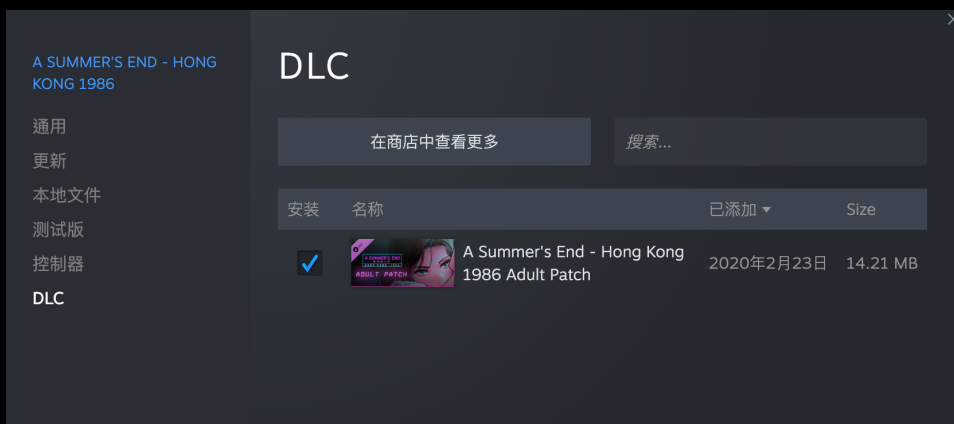 A SUMMER'S END - HONG
KONG 1986
通用
更新
本地文件
测试版
控制器
DLC
DLC
在商店中查看更多
搜索...
安装 名称 已添加 Size
ADULT PATCH
A Summer's End - Hong Kong
1986 Adult Patch
2020年2月23日 14.21 MB